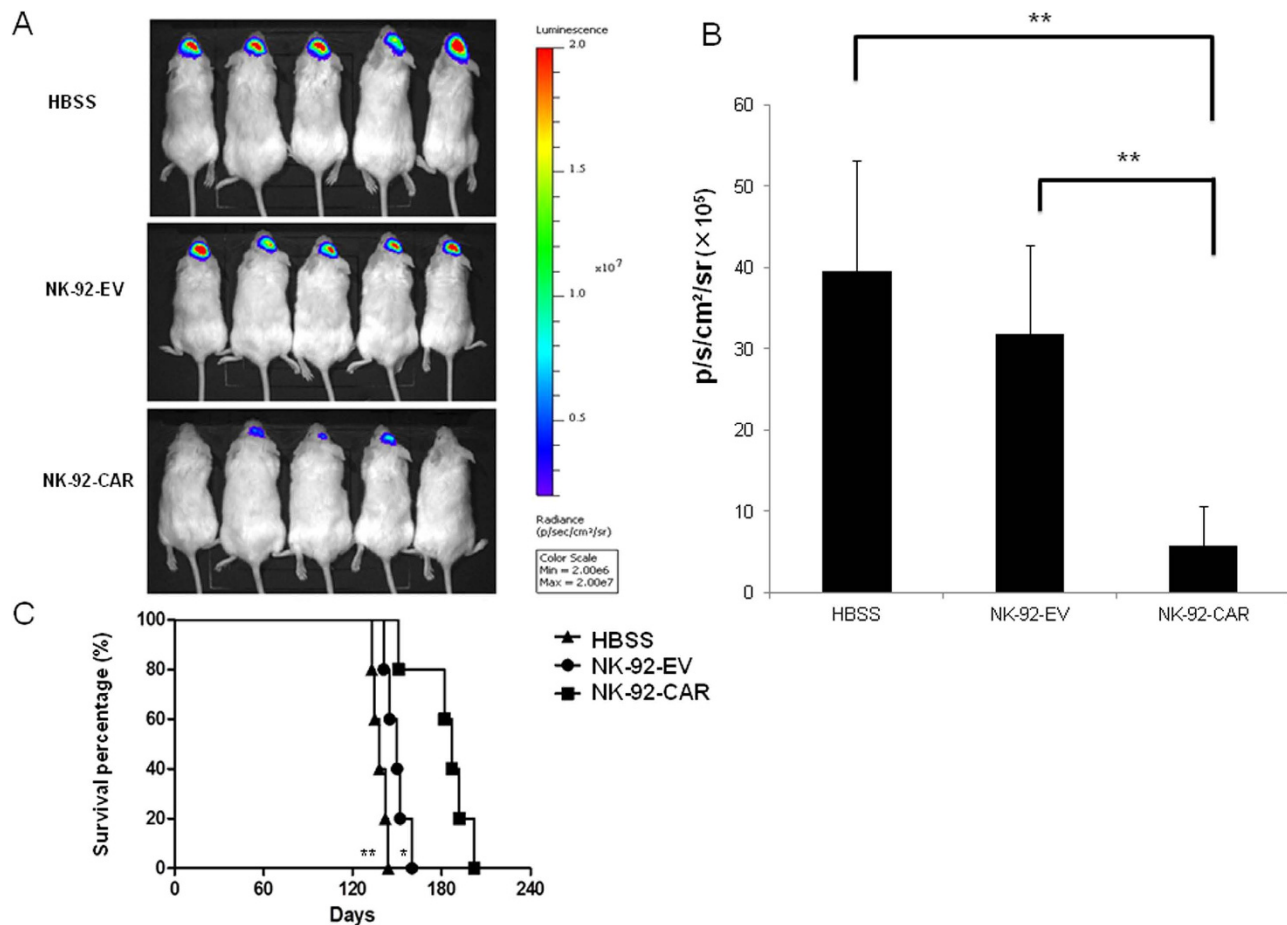 A
HBSS
NK-92-EV
NK-92-CAR
Luminescence
2.0
1.5
x10⁷
1.0
0.5
Radiance
(p/sec/cm²/sr)
Color Scale
Min = 2.00e6
Max = 2.00e7
B
**
**
p/s/cm²/sr(×10⁵)
60
50
40
30
20
10
0
HBSS
NK-92-EV
NK-92-CAR
C
Survival percentage (%)
100
80
60
40
20
0
**
*
0
60
120
180
240
Days
HBSS
NK-92-EV
NK-92-CAR